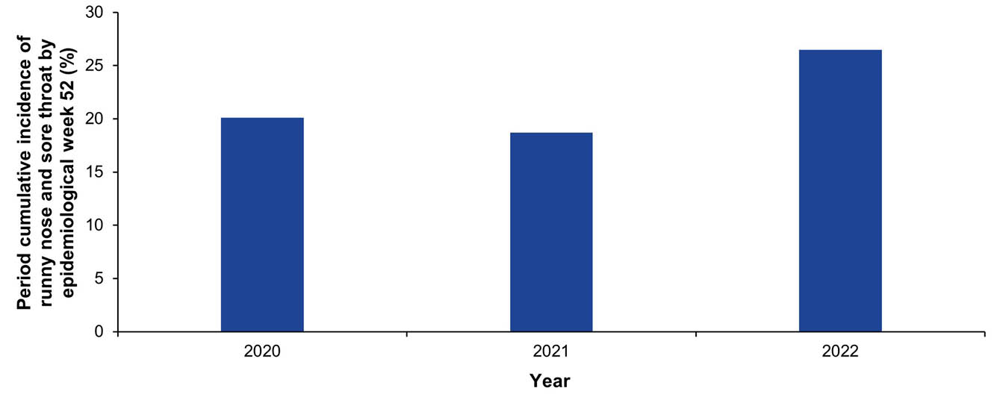 Period cumulative incidence of
runny nose and sore throat by
epidemiological week 52 (%)
30
25
20
15
10
5
0
2020
2021
2022
Year